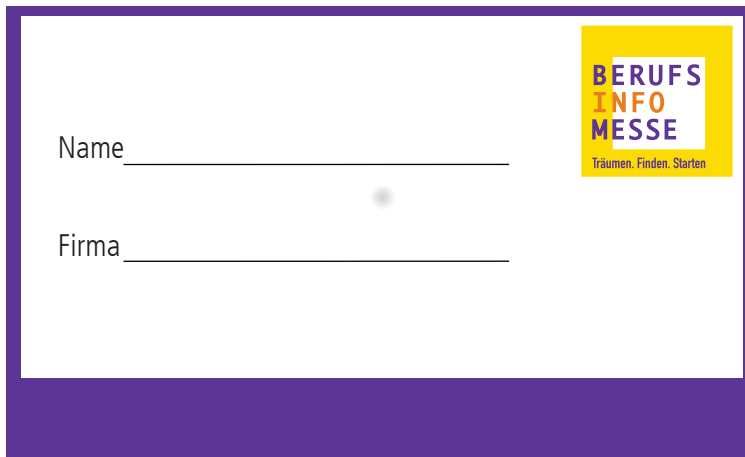 BERUFS
INFO
MESSE
Träumen. Finden. Starten
Name
Firma